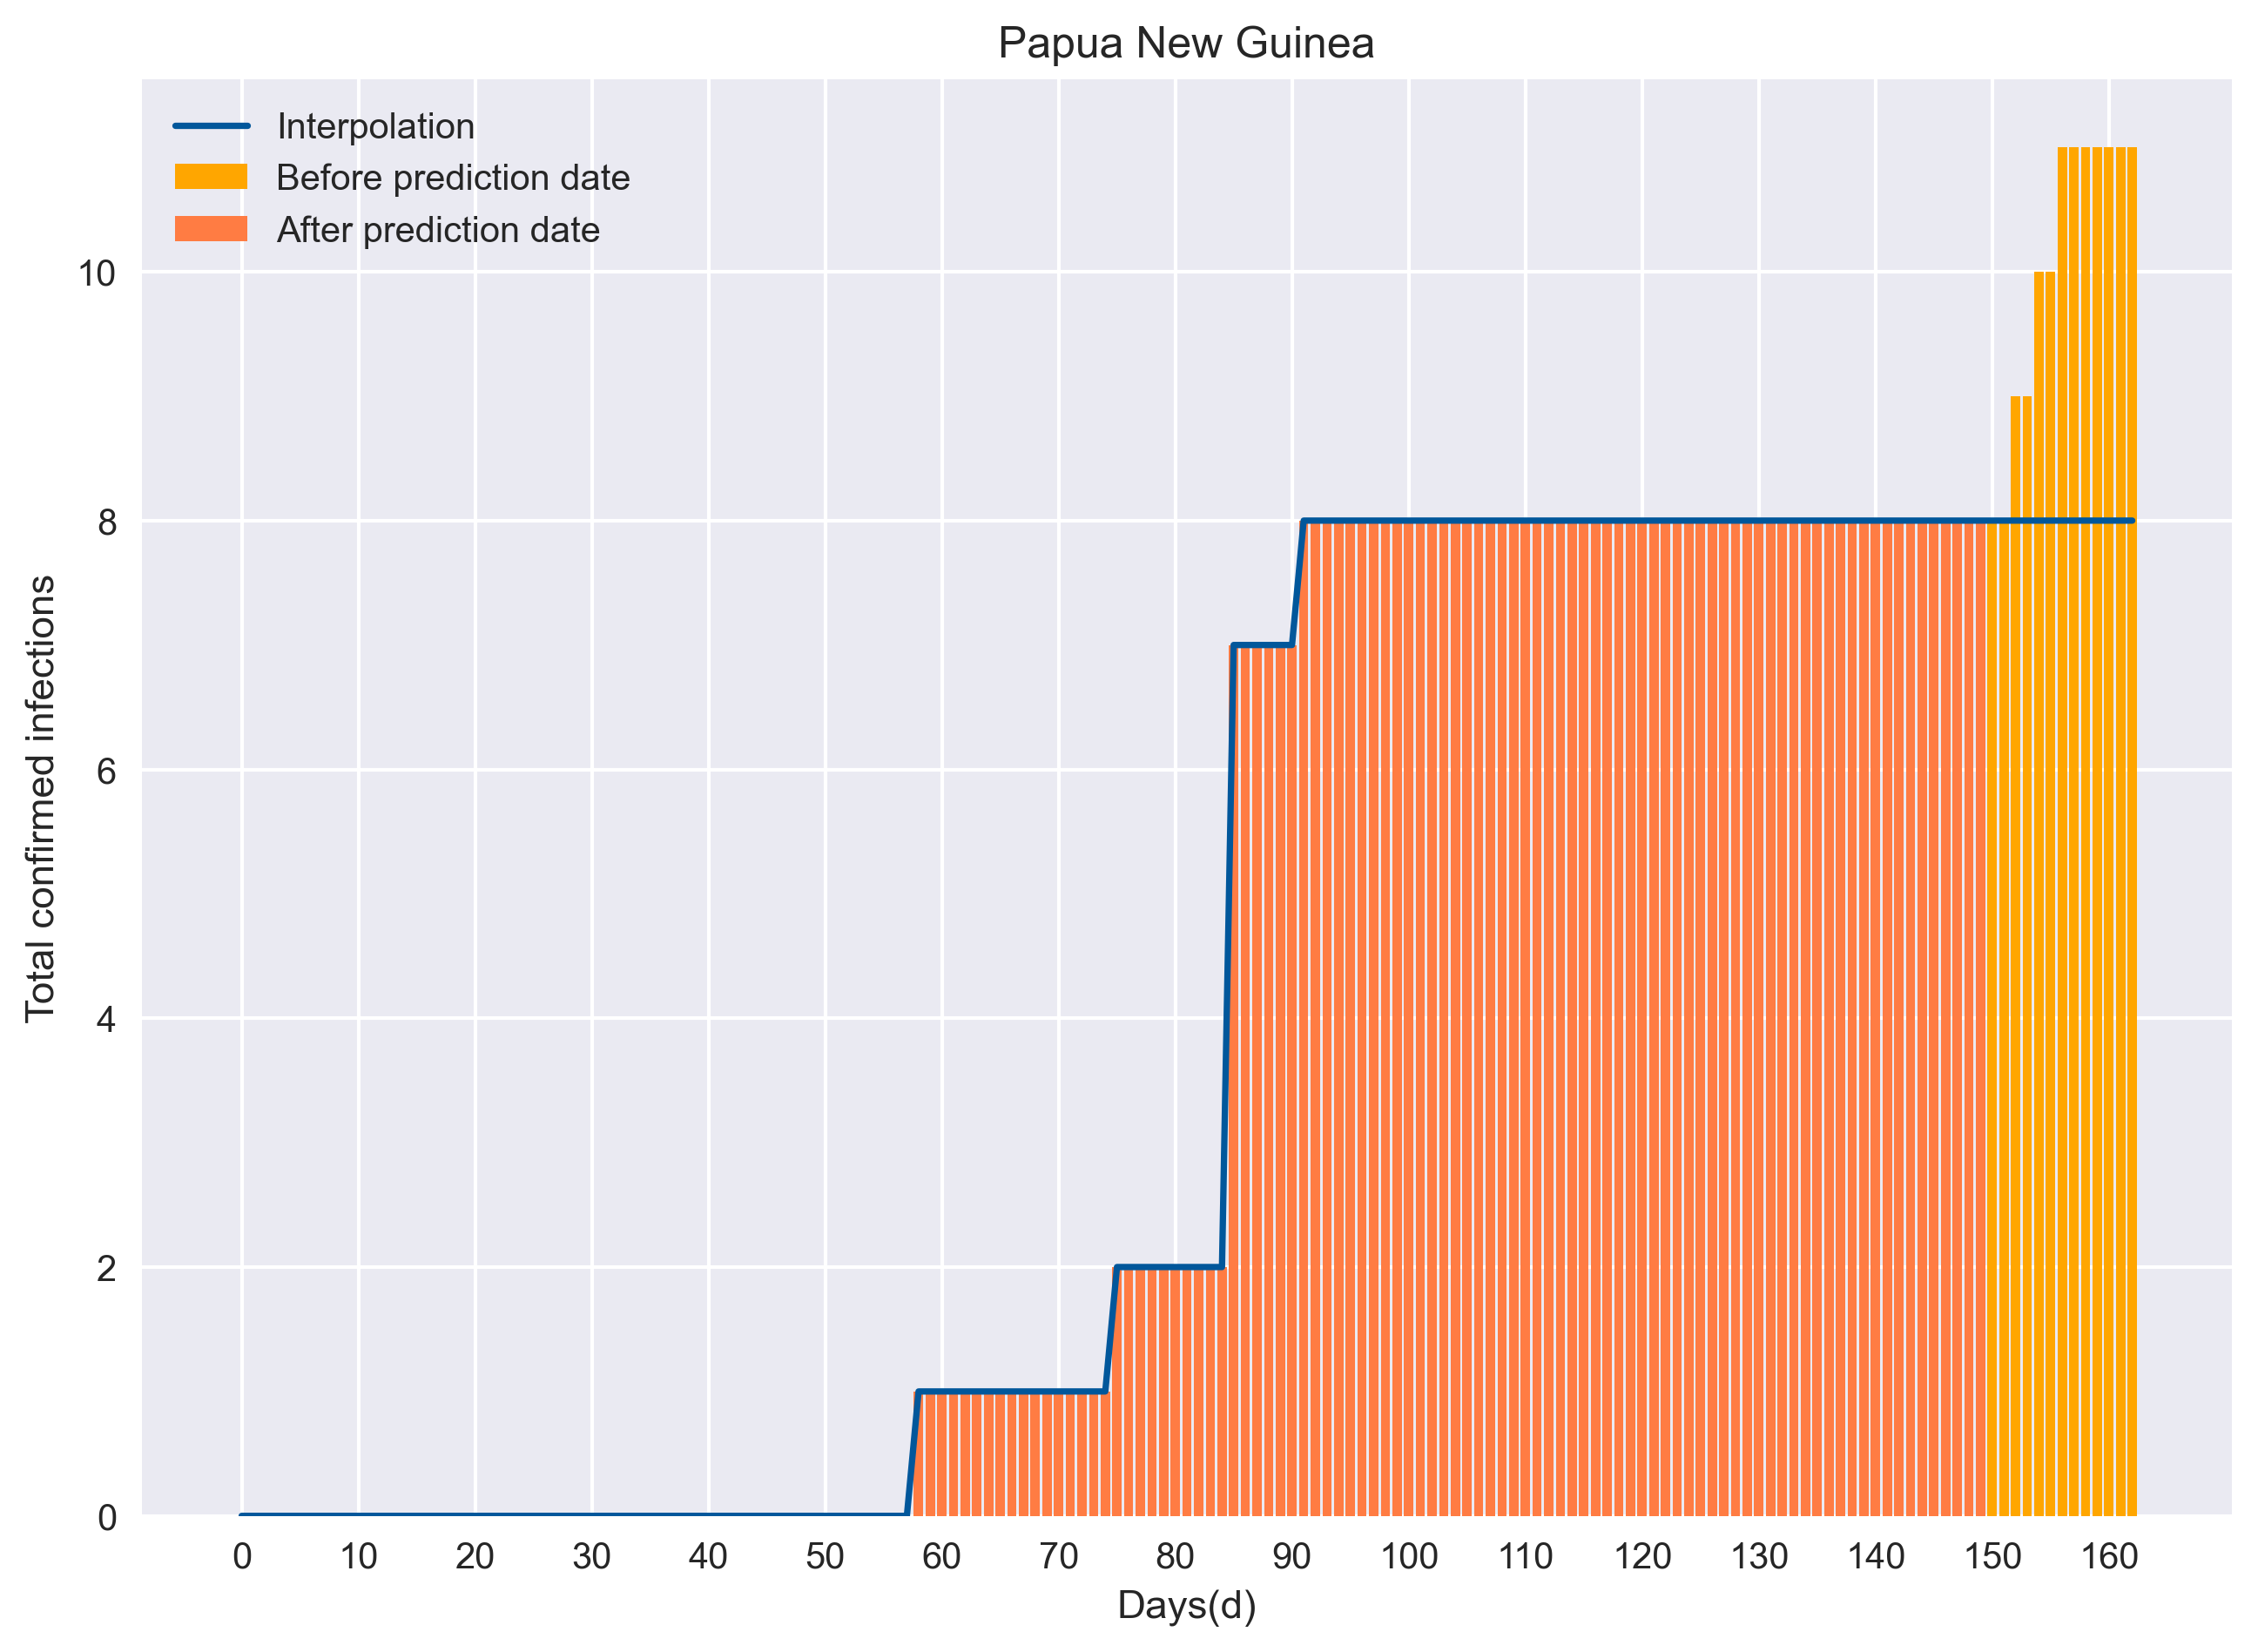 Papua New Guinea
Interpolation
Before prediction date
After prediction date
Total confirmed infections
10
8
6
4
2
0
0 10 20 30 40 50 60 70 80 90 100 110 120 130 140 150 160
Days(d)